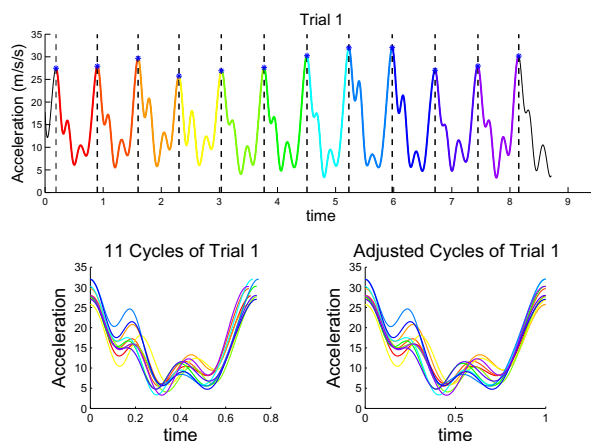 Trial 1
Acceleration (m/s/s)
35
30
25
20
15
10
5
0
0 1 2 3 4 5 6 7 8 9
time
11 Cycles of Trial 1
Acceleration
35
30
25
20
15
10
5
0
0 0.2 0.4 0.6 0.8
time
Adjusted Cycles of Trial 1
Acceleration
35
30
25
20
15
10
5
0
0 0.5 1
time